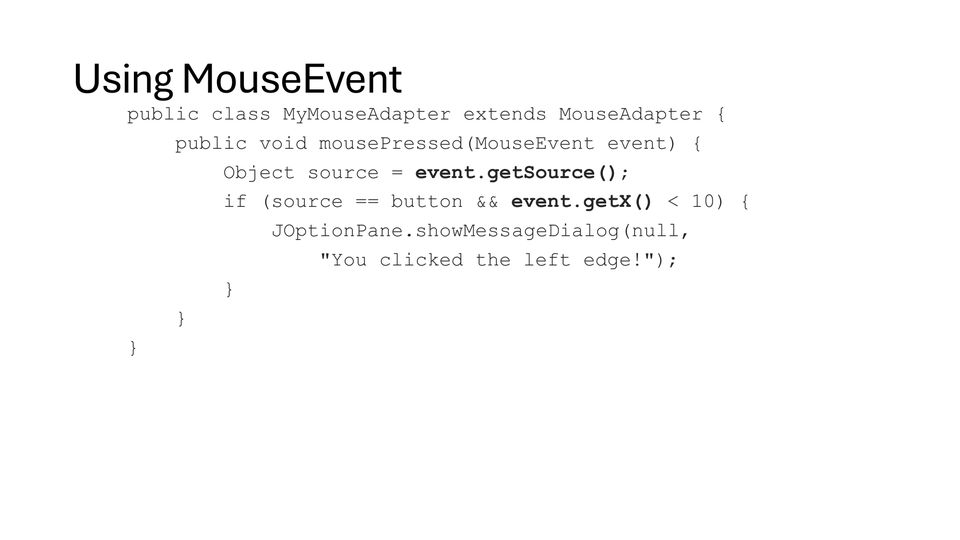 Using MouseEvent
public class MyMouseAdapter extends MouseAdapter {
    public void mousePressed(MouseEvent event) {
        Object source = event.getSource();
        if (source == button && event.getX() < 10) {
            JOptionPane.showMessageDialog(null,
                "You clicked the left edge!");
        }
    }
}